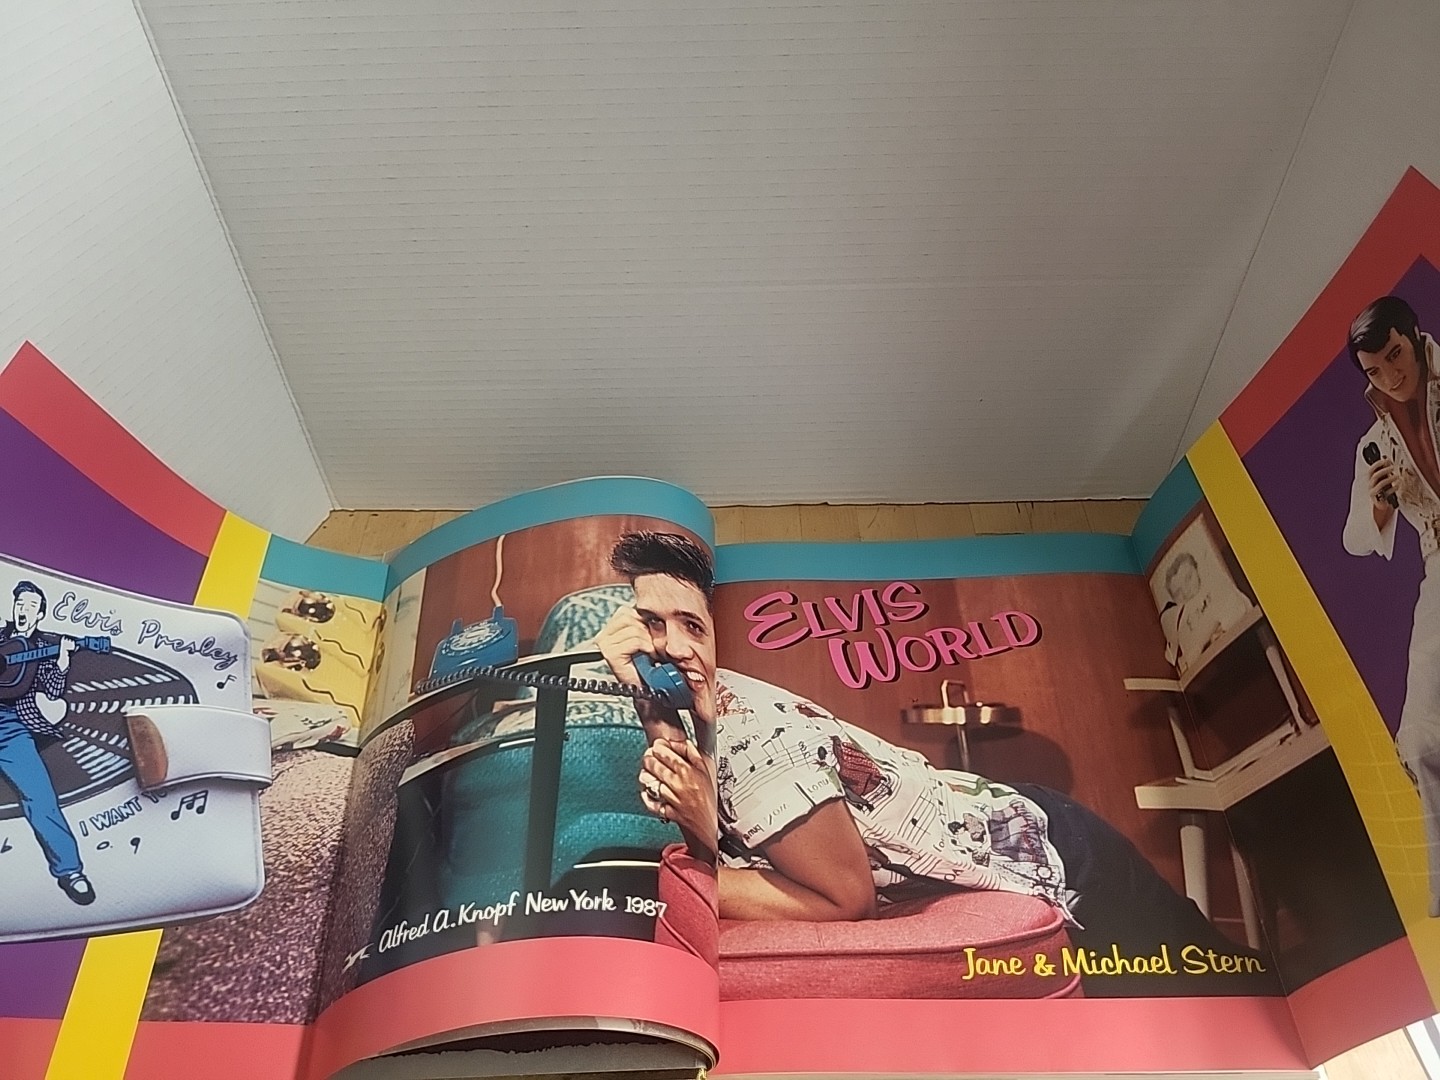 Elvis Presley
I WANT
Alfred A. Knopf New York 1987
ELVIS
WORLD
Jane & Michael Stern